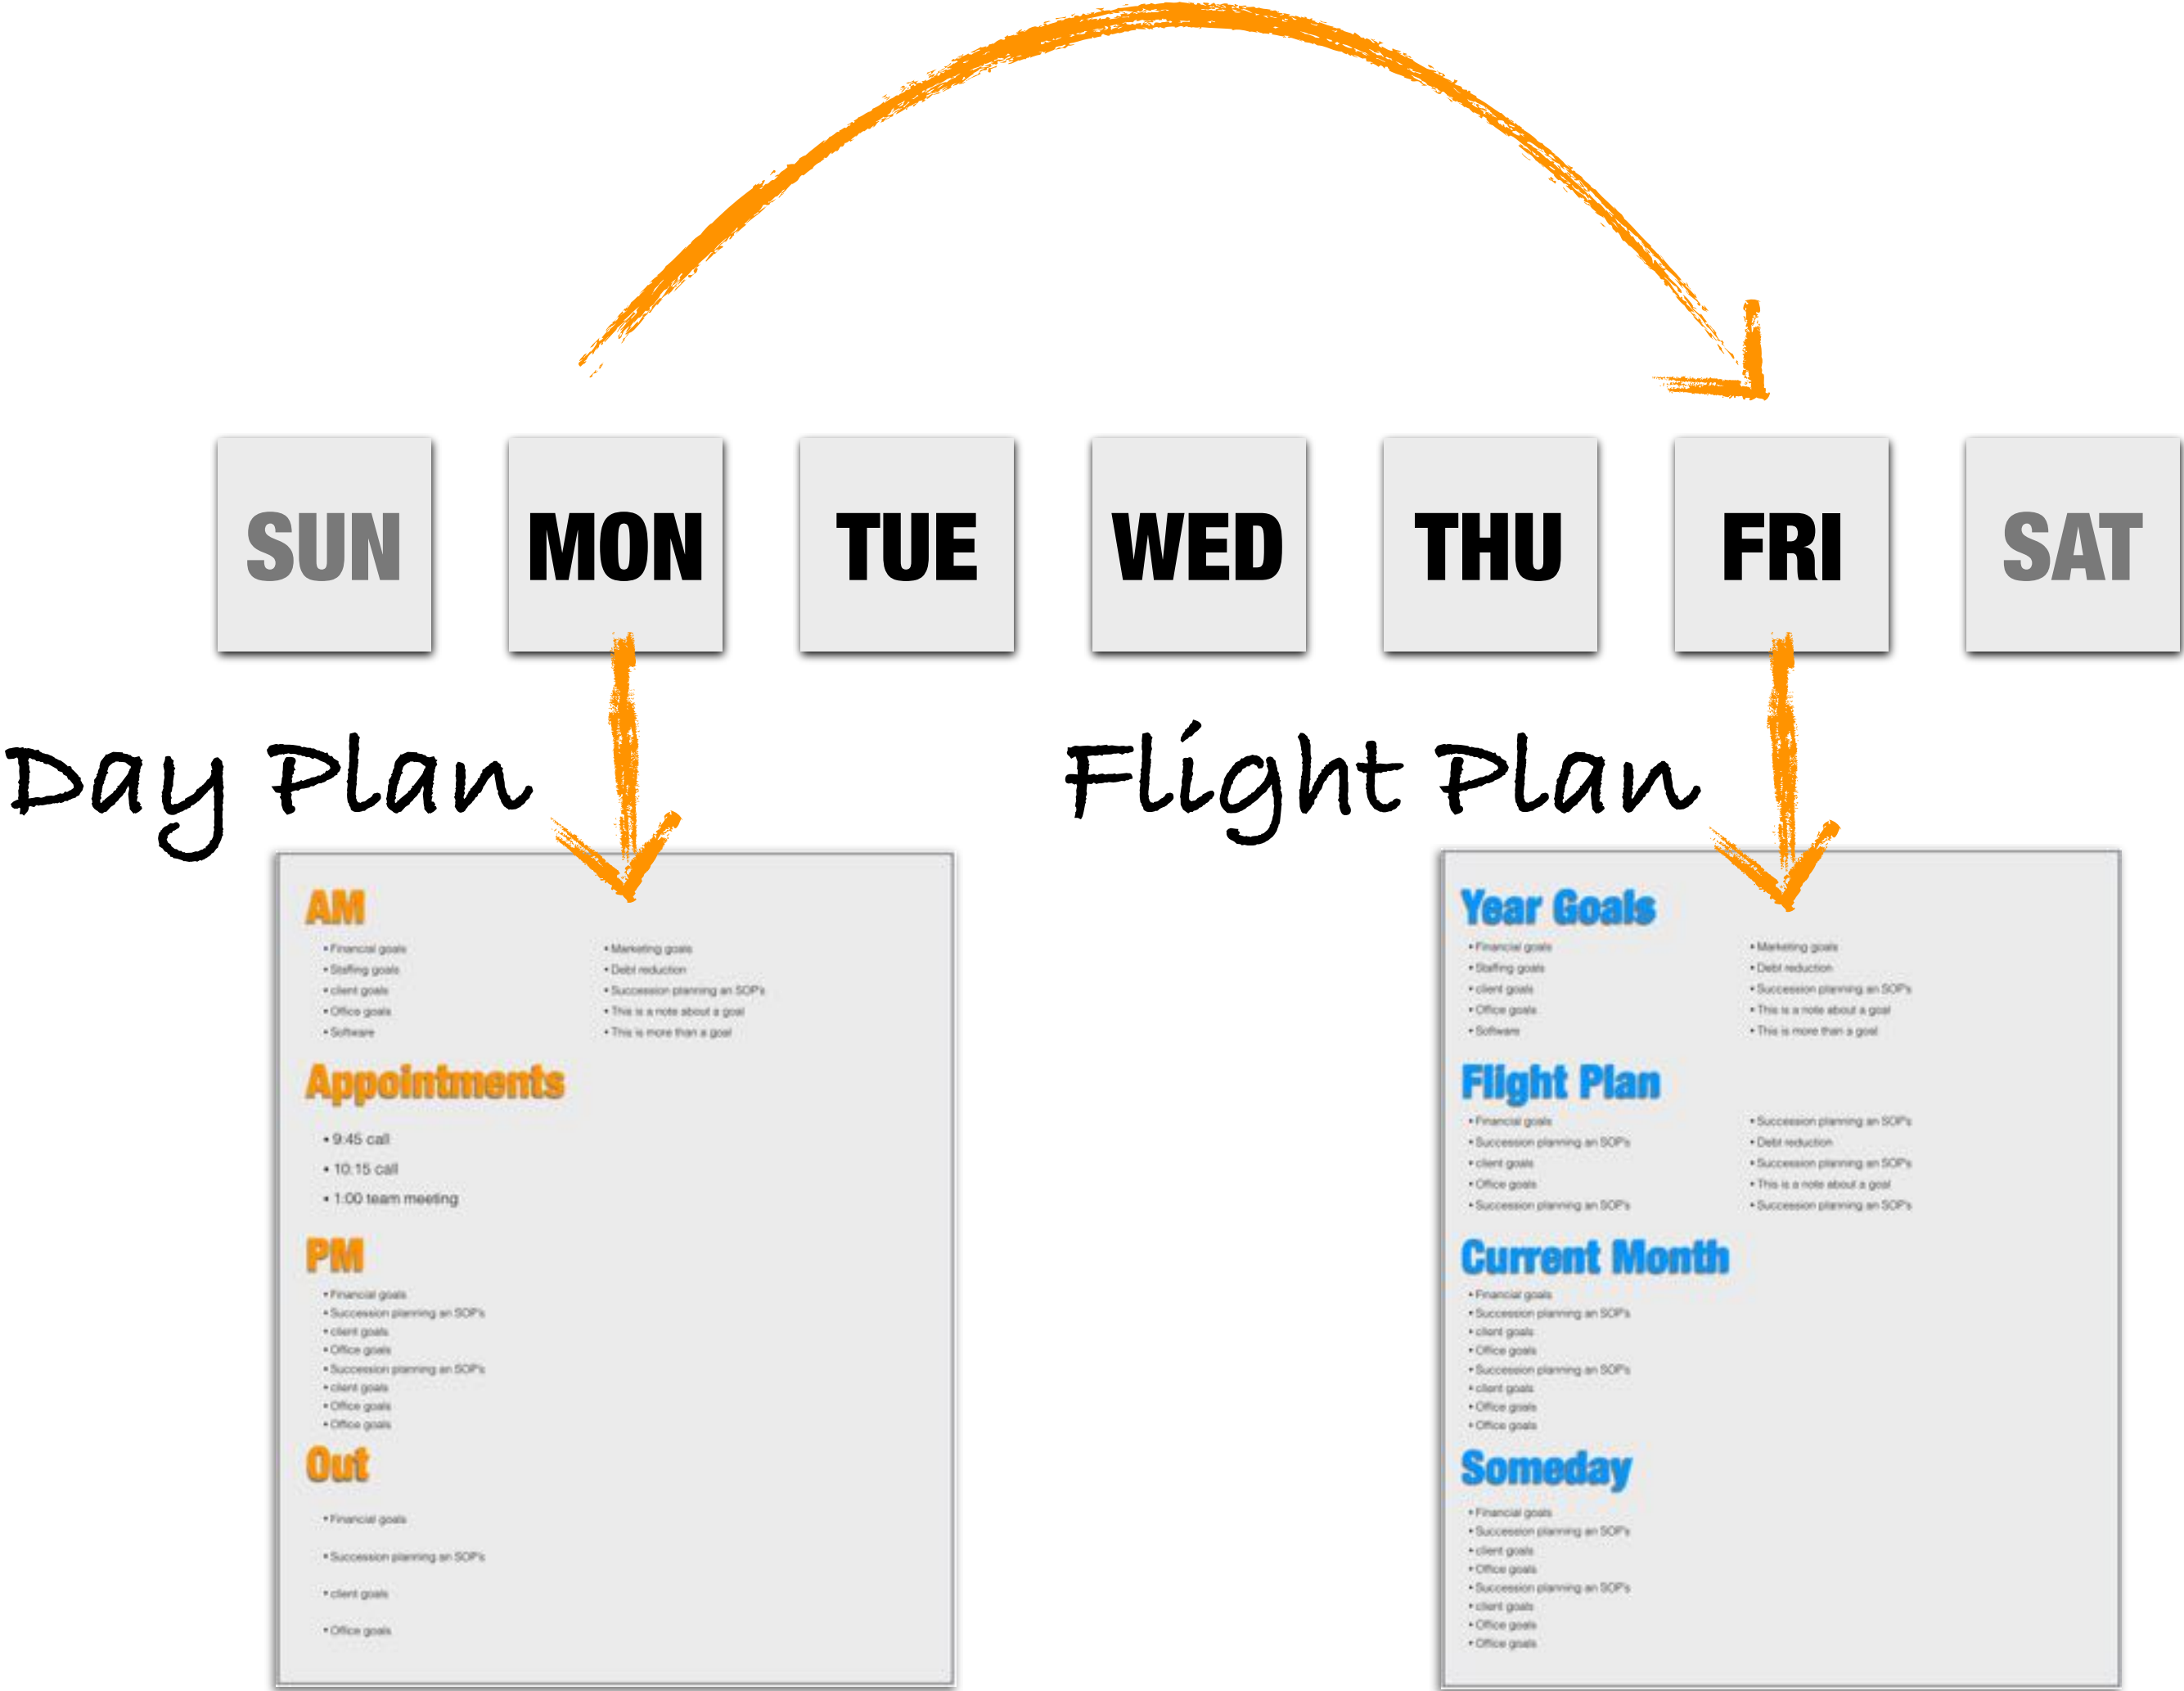 SUN MON TUE WED THU FRI SAT
Day Plan
AM
• Financial goals
• Staffing goals
• client goals
• Office goals
• Software
• Marketing goals
• Debt reduction
• Succession planning an SOP's
• This is a note about a goal
• This is more than a goal
Appointments
• 9:45 call
• 10:15 call
• 1:00 team meeting
PM
• Financial goals
• Succession planning an SOP's
• client goals
• Office goals
• Succession planning an SOP's
• client goals
• Office goals
• Office goals
Out
• Financial goals
• Succession planning an SOP's
• client goals
• Office goals
Flight Plan
Year Goals
• Financial goals
• Staffing goals
• client goals
• Office goals
• Software
• Marketing goals
• Debt reduction
• Succession planning an SOP's
• This is a note about a goal
• This is more than a goal
Flight Plan
• Financial goals
• Succession planning an SOP's
• client goals
• Office goals
• Succession planning an SOP's
• Succession planning an SOP's
• Debt reduction
• Succession planning an SOP's
• This is a note about a goal
• Succession planning an SOP's
Current Month
• Financial goals
• Succession planning an SOP's
• client goals
• Office goals
• Succession planning an SOP's
• client goals
• Office goals
• Office goals
Someday
• Financial goals
• Succession planning an SOP's
• client goals
• Office goals
• Succession planning an SOP's
• client goals
• Office goals
• Office goals